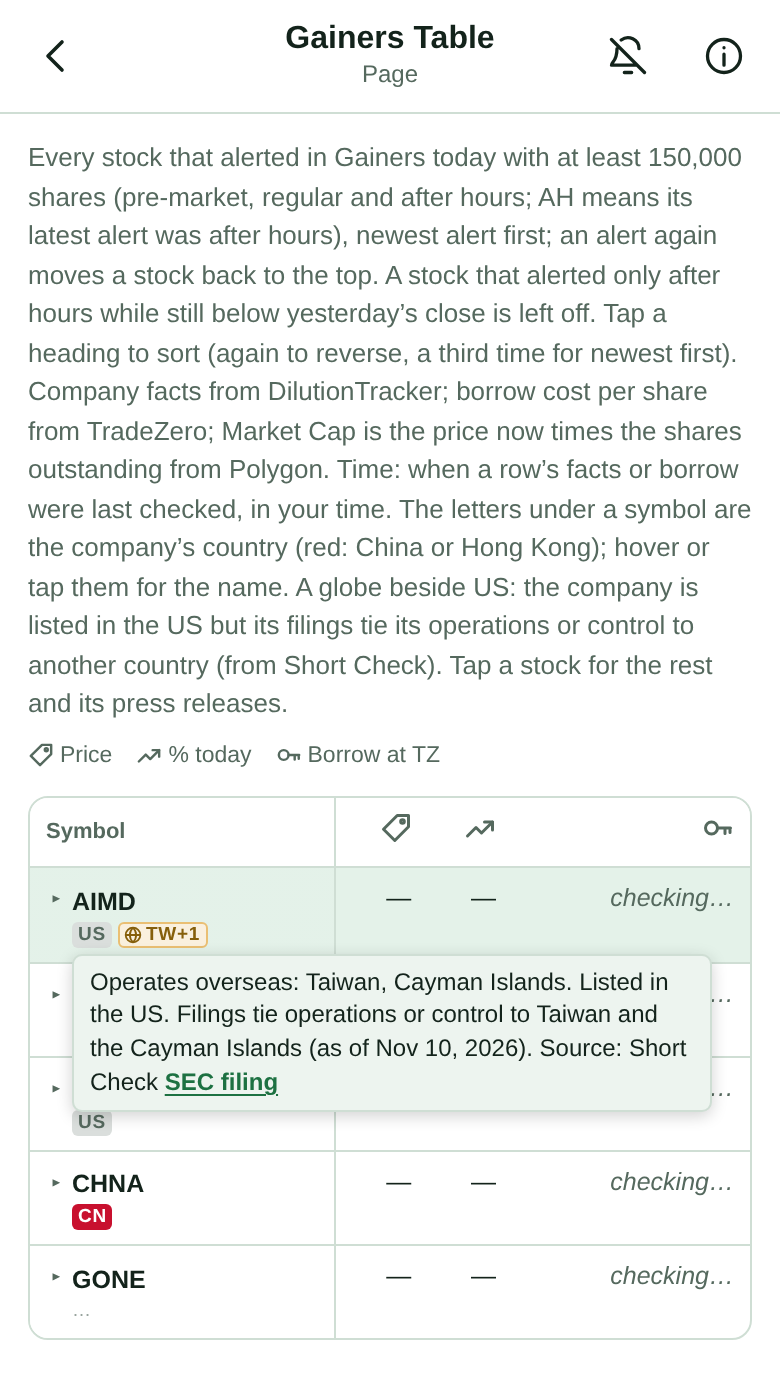 Gainers Table
Page
Every stock that alerted in Gainers today with at least 150,000
shares (pre-market, regular and after hours; AH means its
latest alert was after hours), newest alert first; an alert again
moves a stock back to the top. A stock that alerted only after
hours while still below yesterday’s close is left off. Tap a
heading to sort (again to reverse, a third time for newest first).
Company facts from DilutionTracker; borrow cost per share
from TradeZero; Market Cap is the price now times the shares
outstanding from Polygon. Time: when a row’s facts or borrow
were last checked, in your time. The letters under a symbol are
the company’s country (red: China or Hong Kong); hover or
tap them for the name. A globe beside US: the company is
listed in the US but its filings tie its operations or control to
another country (from Short Check). Tap a stock for the rest
and its press releases.
Price % today Borrow at TZ
Symbol
AIMD — — checking…
US TW+1
Operates overseas: Taiwan, Cayman Islands. Listed in
the US. Filings tie operations or control to Taiwan and
the Cayman Islands (as of Nov 10, 2026). Source: Short
Check SEC filing
US
CHNA — — checking…
CN
GONE — — checking…
…